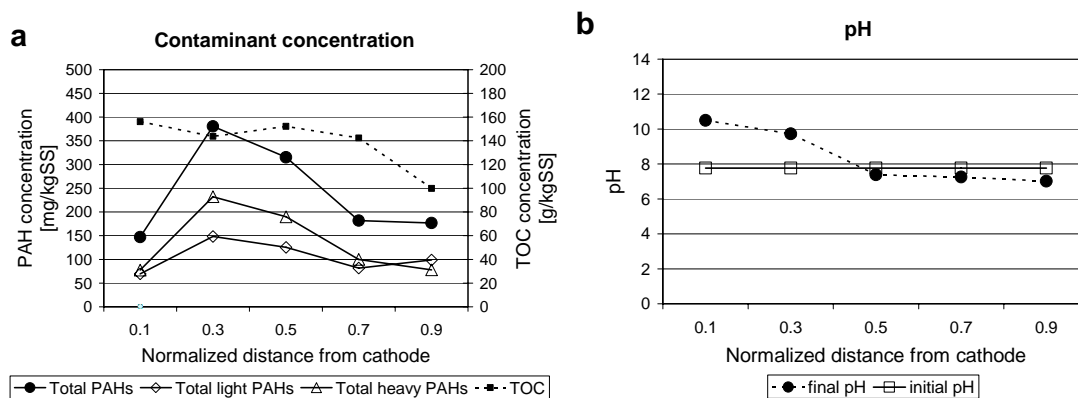 a
Contaminant concentration
500
450
400
350
300
250
200
150
100
50
0
PAH concentration
[mg/kgSS]
200
180
160
140
120
100
80
60
40
20
0
TOC concentration
[g/kgSS]
0.1 0.3 0.5 0.7 0.9
Normalized distance from cathode
Total PAHs Total light PAHs Total heavy PAHs TOC
b
pH
14
12
10
8
6
4
2
0
pH
0.1 0.3 0.5 0.7 0.9
Normalized distance from cathode
final pH initial pH